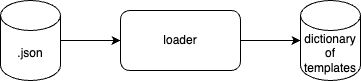 .json
loader
dictionary
of
templates